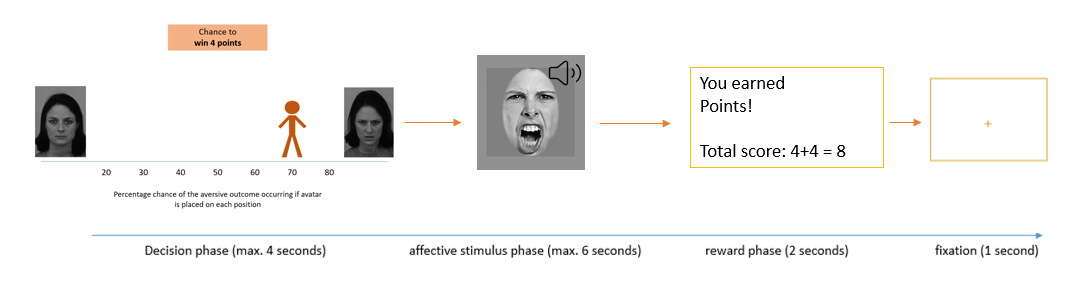 Chance to
win 4 points
20 30 40 50 60 70 80
Percentage chance of the aversive outcome occurring if avatar
is placed on each position
You earned
Points!
Total score: 4+4 = 8
Decision phase (max. 4 seconds)
affective stimulus phase (max. 6 seconds)
reward phase (2 seconds)
fixation (1 second)